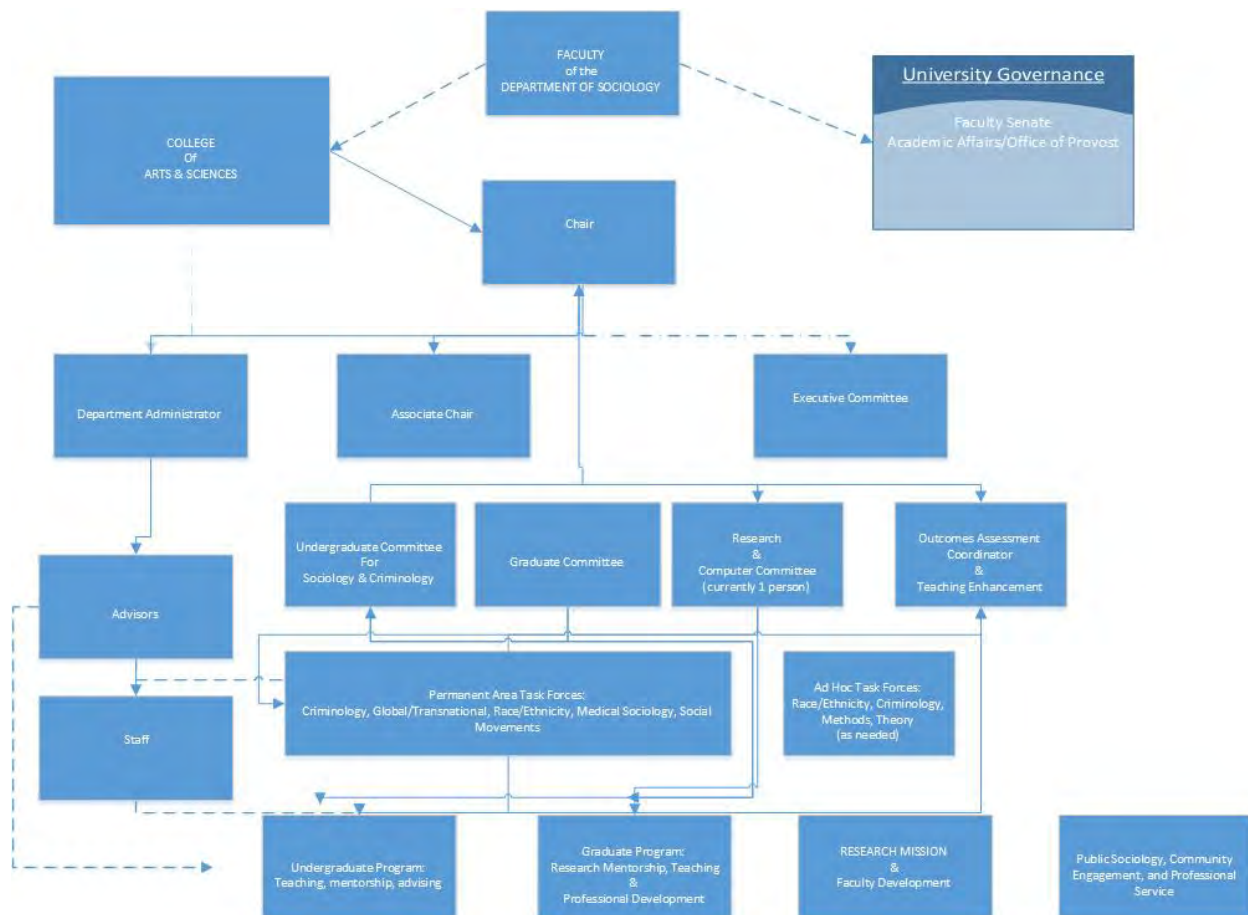 FACULTY
of the
DEPARTMENT OF SOCIOLOGY
University Governance
Faculty Senate
Academic Affairs/Office of Provost
COLLEGE
Of
ARTS & SCIENCES
Chair
Department Administrator
Associate Chair
Executive Committee
Undergraduate Committee
For
Sociology & Criminology
Graduate Committee
Research
&
Computer Committee
(currently 1 person)
Outcomes Assessment
Coordinator
&
Teaching Enhancement
Advisors
Permanent Area Task Forces:
Criminology, Global/Transnational, Race/Ethnicity, Medical Sociology, Social
Movements
Ad Hoc Task Forces:
Race/Ethnicity, Criminology,
Methods, Theory
(as needed)
Staff
Undergraduate Program:
Teaching, mentorship, advising
Graduate Program:
Research Mentorship, Teaching
&
Professional Development
RESEARCH MISSION
&
Faculty Development
Public Sociology, Community
Engagement, and Professional
Service